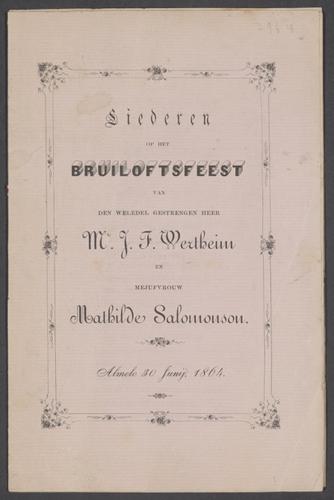 Liederen
OP HET
BRUILOFTSFEEST
VAN
DEN WELEDEL GESTRENGEN HEER
Mr. J. F. Wertheim
EN
MEJUFVROUW
Mathilde Salomonson.
Almelo 30 Junij, 1864.